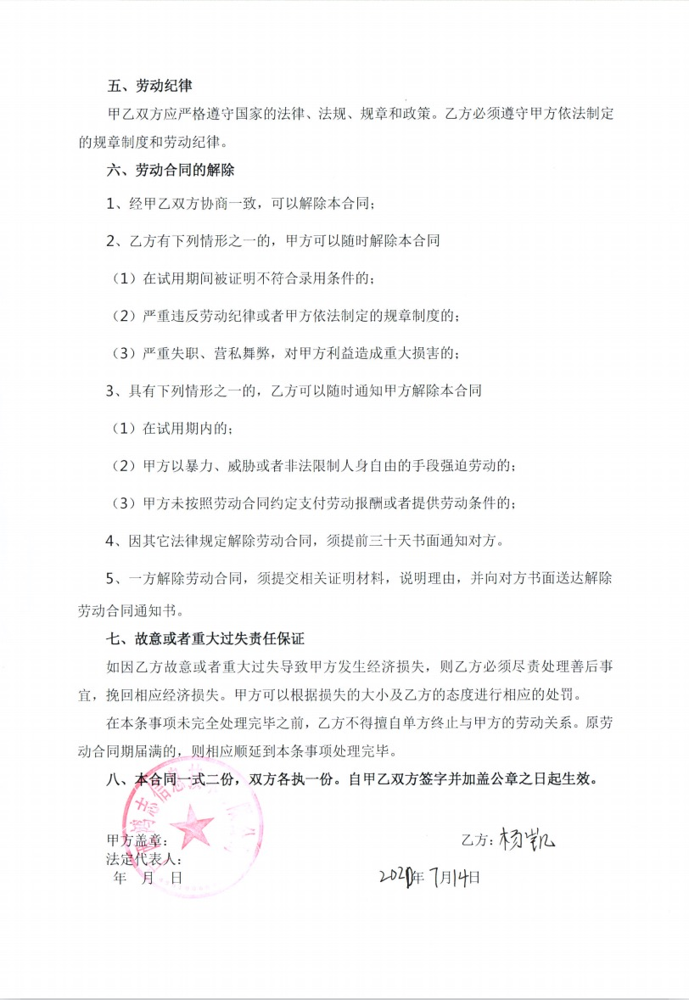 五、劳动纪律
甲乙双方应严格遵守国家的法律、法规、规章和政策。乙方必须遵守甲方依法制定
的规章制度和劳动纪律。
六、劳动合同的解除
1、经甲乙双方协商一致，可以解除本合同；
2、乙方有下列情形之一的，甲方可以随时解除本合同
（1）在试用期间被证明不符合录用条件的；
（2）严重违反劳动纪律或者甲方依法制定的规章制度的；
（3）严重失职、营私舞弊，对甲方利益造成重大损害的；
3、具有下列情形之一的，乙方可以随时通知甲方解除本合同
（1）在试用期内的；
（2）甲方以暴力、威胁或者非法限制人身自由的手段强迫劳动的；
（3）甲方未按照劳动合同约定支付劳动报酬或者提供劳动条件的；
4、因其它法律规定解除劳动合同，须提前三十天书面通知对方。
5、一方解除劳动合同，须提交相关证明材料，说明理由，并向对方书面送达解除
劳动合同通知书。
七、故意或者重大过失责任保证
如因乙方故意或者重大过失导致甲方发生经济损失，则乙方必须尽责处理善后事
宜，挽回相应经济损失。甲方可以根据损失的大小及乙方的态度进行相应的处罚。
在本条事项未完全处理完毕之前，乙方不得擅自单方终止与甲方的劳动关系。原劳
动合同期届满的，则相应顺延到本条事项处理完毕。
八、本合同一式二份，双方各执一份。自甲乙双方签字并加盖公章之日起生效。
鸿志信息
甲方盖章：
乙方：杨凯
法定代表人：
年 月 日
年7月14日